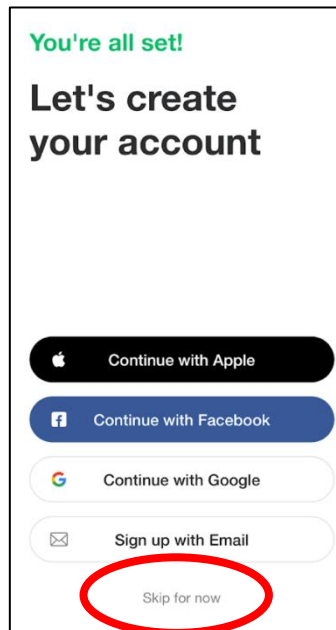 You're all set!
Let's create
your account
Continue with Apple
Continue with Facebook
Continue with Google
Sign up with Email
Skip for now